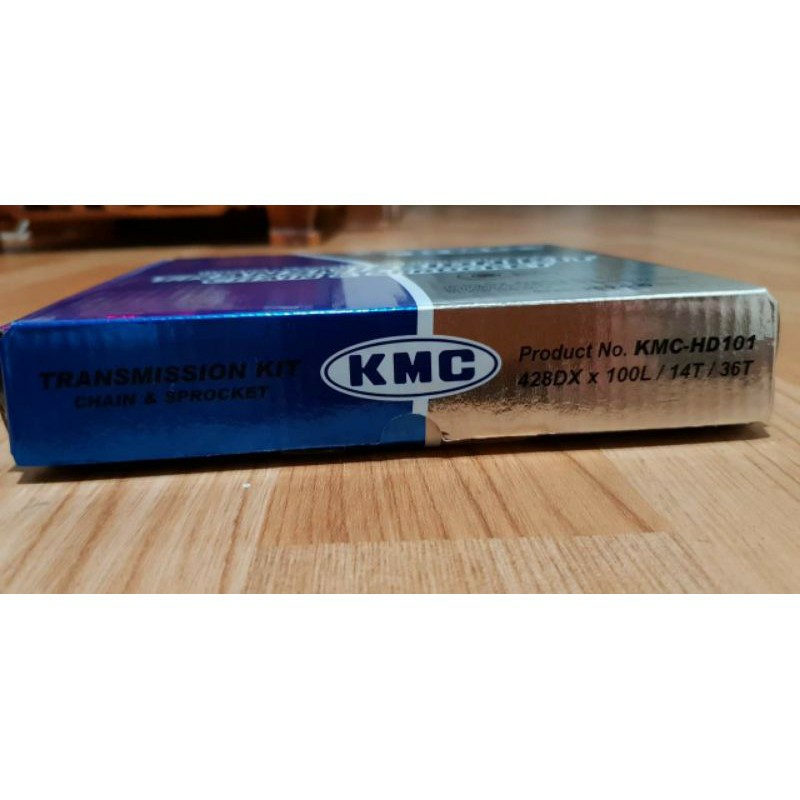 TRANSMISSION KIT
CHAIN & SPROCKET
KMC
Product No. KMC-HD101
428DX x 100L / 14T / 36T